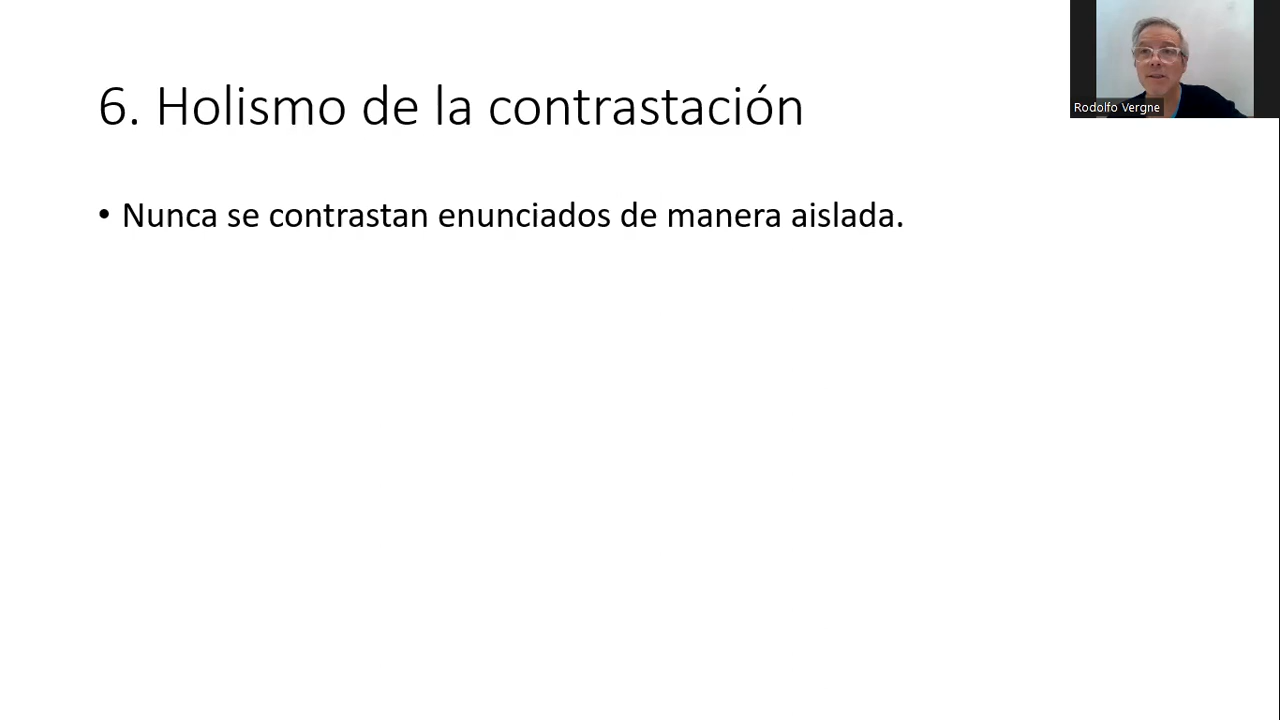 6. Holismo de la contrastación
Rodolfo Vergne
• Nunca se contrastan enunciados de manera aislada.